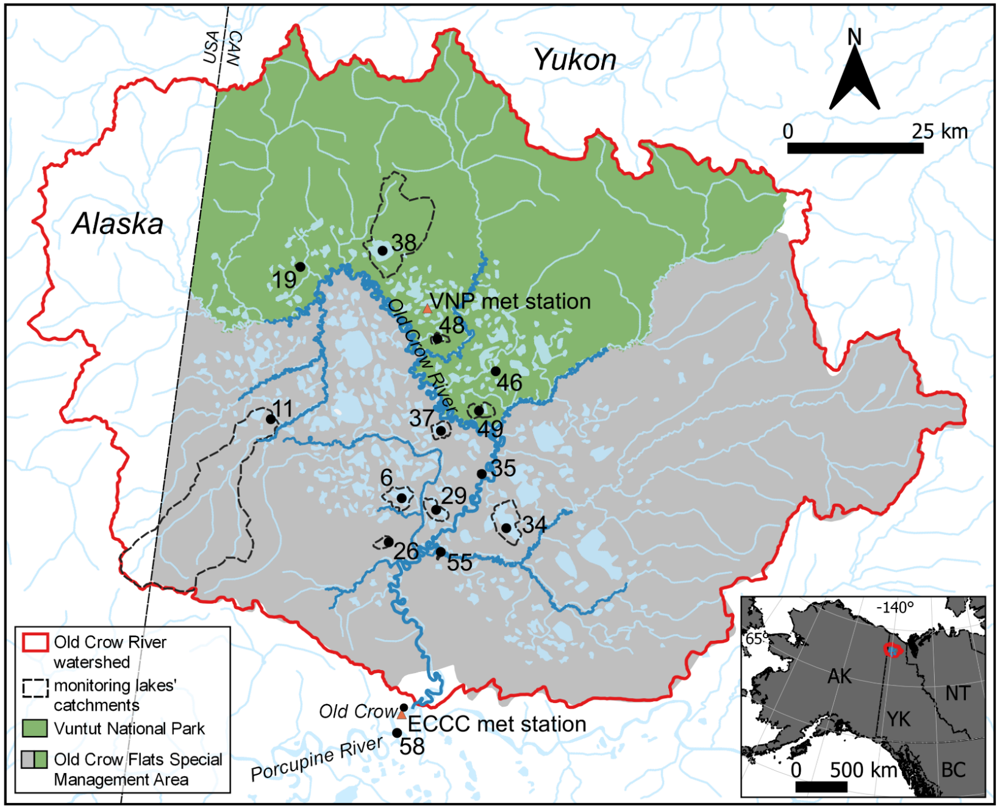 USA
CAN
Yukon
N
0 25 km
Alaska
38
19
VNP met station
48
Old Crow River
46
11
37
49
35
6
29
34
26
55
Old Crow River
watershed
monitoring lakes'
catchments
Vuntut National Park
Old Crow Flats Special
Management Area
Old Crow
ECCC met station
58
Porcupine River
-140°
65°
AK
NT
YK
BC
0 500 km